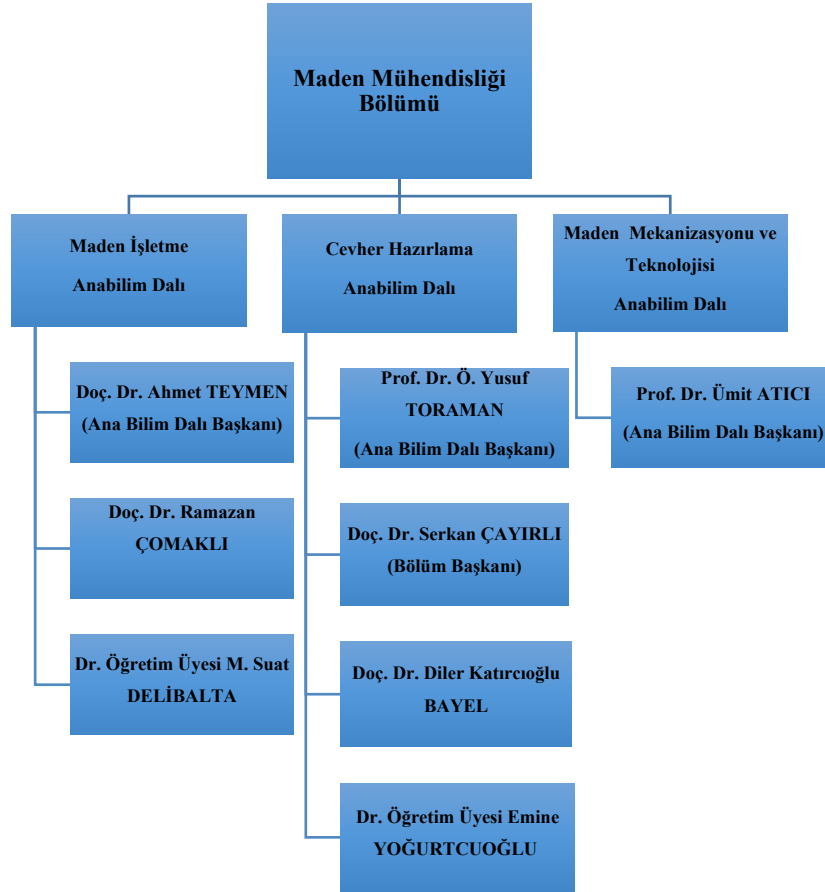 Maden Mühendisliği
Bölümü
Maden İşletme
Anabilim Dalı
Doç. Dr. Ahmet TEYMEN
(Ana Bilim Dalı Başkanı)
Doç. Dr. Ramazan
ÇOMAKLI
Dr. Öğretim Üyesi M. Suat
DELİBALTA
Cevher Hazırlama
Anabilim Dalı
Prof. Dr. Ö. Yusuf
TORAMAN
(Ana Bilim Dalı Başkanı)
Doç. Dr. Serkan ÇAYIRLI
(Bölüm Başkanı)
Doç. Dr. Diler Katırcıoğlu
BAYEL
Dr. Öğretim Üyesi Emine
YOĞURTCUOĞLU
Maden Mekanizasyonu ve
Teknolojisi
Anabilim Dalı
Prof. Dr. Ümit ATICI
(Ana Bilim Dalı Başkanı)